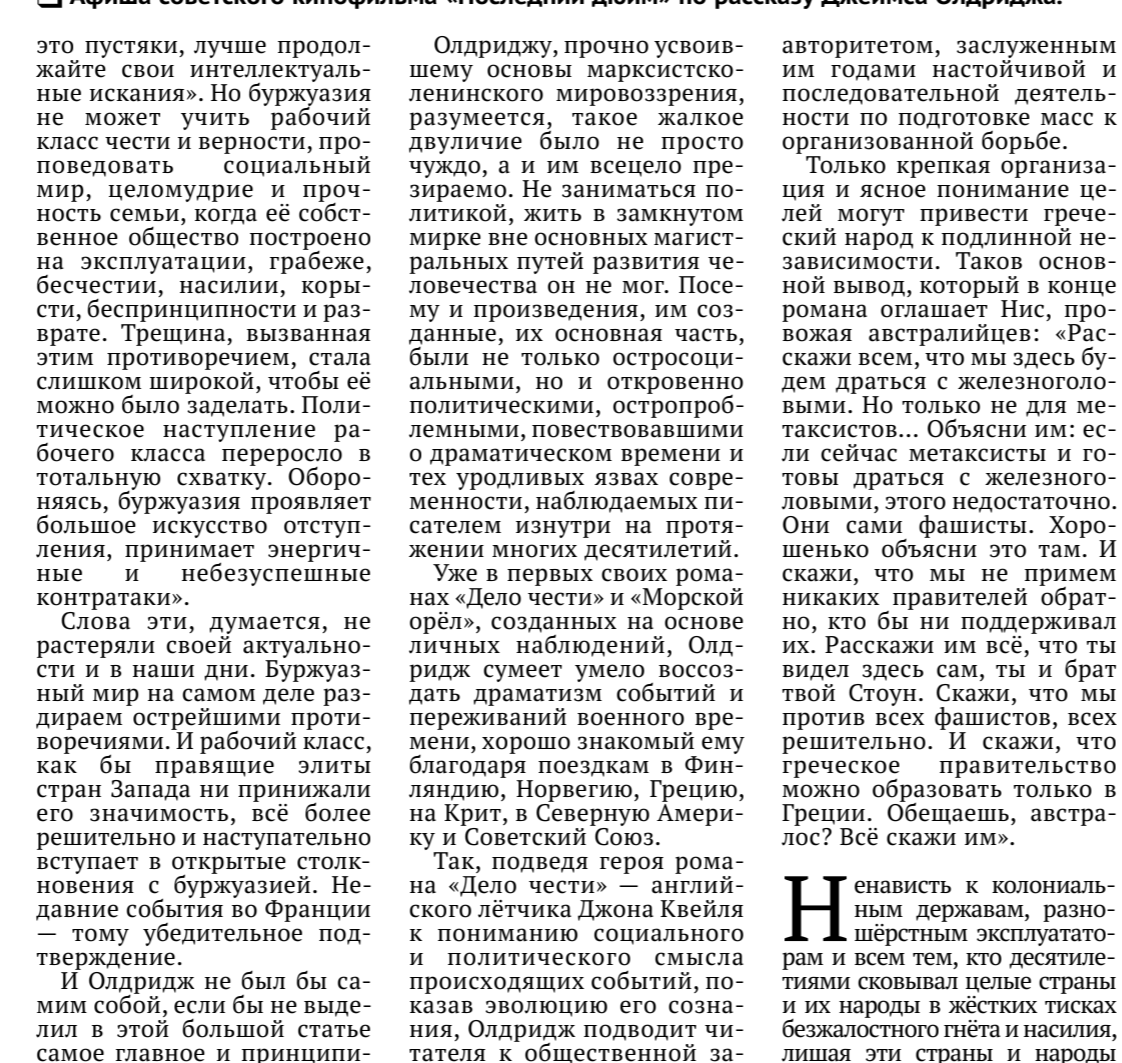 Афиша советского кинофильма «Последний дюйм» по рассказу Джеймса Олдриджа.
это пустяки, лучше продол-
жайте свои интеллектуаль-
ные искания». Но буржуазия
не может учить рабочий
класс чести и верности, про-
поведовать социальный
мир, целомудрие и проч-
ность семьи, когда её собст-
венное общество построено
на эксплуатации, грабеже,
бесчестии, насилии, коры-
сти, беспринципности и раз-
врате. Трещина, вызванная
этим противоречием, стала
слишком широкой, чтобы её
можно было заделать. Поли-
тическое наступление ра-
бочего класса переросло в
тотальную схватку. Оборо-
няясь, буржуазия проявляет
большое искусство отступ-
ления, принимает энергич-
ные и небезуспешные
контратаки».
Слова эти, думается, не
растеряли своей актуально-
сти и в наши дни. Буржуаз-
ный мир на самом деле раз-
дираем острейшими проти-
воречиями. И рабочий класс,
как бы правящие элиты
стран Запада ни принижали
его значимость, всё более
решительно и наступательно
вступает в открытые столк-
новения с буржуазией. Не-
давние события во Франции
— тому убедительное под-
тверждение.
И Олдридж не был бы са-
мим собой, если бы не выде-
лил в этой большой статье
самое главное и принципи-
Олдриджу, прочно усвоив-
шему основы марксистско-
ленинского мировоззрения,
разумеется, такое жалкое
двуличие было не просто
чуждо, а и им всецело пре-
зираемо. Не заниматься по-
литикой, жить в замкнутом
мирке вне основных магист-
ральных путей развития че-
ловечества он не мог. Посе-
му и произведения, им соз-
данные, их основная часть,
были не только остросоци-
альными, но и откровенно
политическими, остропроб-
лемными, повествовавшими
о драматическом времени и
тех уродливых язвах совре-
менности, наблюдаемых пи-
сателем изнутри на протя-
жении многих десятилетий.
Уже в первых своих рома-
нах «Дело чести» и «Морской
орёл», созданных на основе
личных наблюдений, Олд-
ридж сумеет умело воссоз-
дать драматизм событий и
переживаний военного вре-
мени, хорошо знакомый ему
благодаря поездкам в Фин-
ляндию, Норвегию, Грецию,
на Крит, в Северную Амери-
ку и Советский Союз.
Так, подведя героя рома-
на «Дело чести» — англий-
ского лётчика Джона Квейля
к пониманию социального
и политического смысла
происходящих событий, по-
казав эволюцию его созна-
ния, Олдридж подводит чи-
тателя к общественной за-
авторитетом, заслуженным
им годами настойчивой и
последовательной деятель-
ности по подготовке масс к
организованной борьбе.
Только крепкая организа-
ция и ясное понимание це-
лей могут привести грече-
ский народ к подлинной не-
зависимости. Таков основ-
ной вывод, который в конце
романа оглашает Нис, про-
вожая австралийцев: «Рас-
скажи всем, что мы здесь бу-
дем драться с железноголо-
выми. Но только не для ме-
таксистов... Объясни им: ес-
ли сейчас метаксисты и го-
товы драться с железного-
ловыми, этого недостаточно.
Они сами фашисты. Хоро-
шенько объясни это там. И
скажи, что мы не примем
никаких правителей обрат-
но, кто бы ни поддерживал
их. Расскажи им всё, что ты
видел здесь сам, ты и брат
твой Стоун. Скажи, что мы
против всех фашистов, всех
решительно. И скажи, что
греческое правительство
можно образовать только в
Греции. Обещаешь, австра-
лос? Всё скажи им».
Ненависть к колониаль-
ным державам, разно-
шёрстным эксплуатато-
рам и всем тем, кто десятиле-
тиями сковывал целые страны
и их народы в жёстких тисках
безжалостного гнёта и насилия,
лишая эти страны и народы